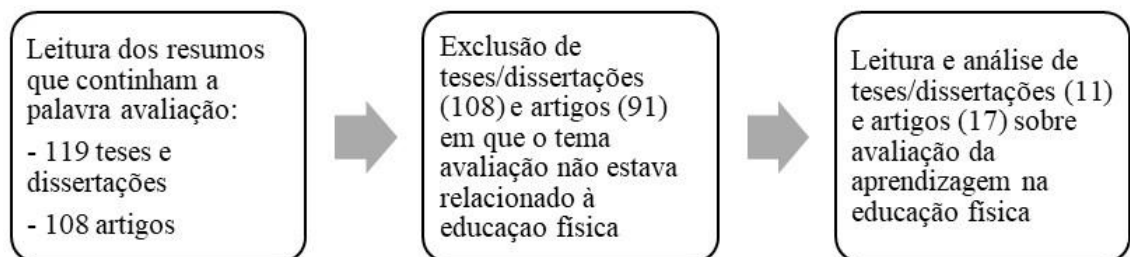 Leitura dos resumos
que continham a
palavra avaliação:
- 119 teses e
dissertações
- 108 artigos
Exclusão de
teses/dissertações
(108) e artigos (91)
em que o tema
avaliação não estava
relacionado à
educaçao física
Leitura e análise de
teses/dissertações (11)
e artigos (17) sobre
avaliação da
aprendizagem na
educação física